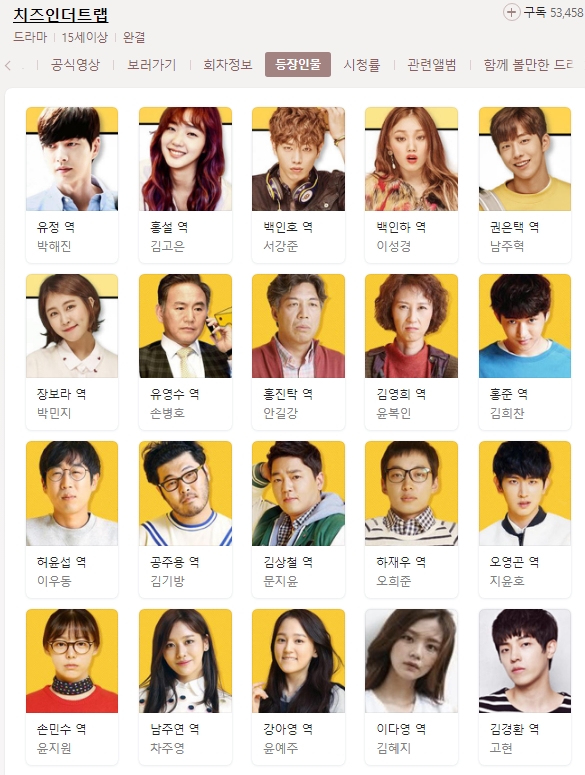 치즈인더트랩
구독 53,458
드라마 15세이상 완결
공식영상 보러가기 회차정보 등장인물 시청률 관련앨범 함께 볼만한 드라
유정 역 홍설 역 백인호 역 백인하 역 권은택 역
박해진 김고은 서강준 이성경 남주혁
장보라 역 유영수 역 홍진탁 역 김영희 역 홍준 역
박민지 손병호 안길강 윤복인 김희찬
허윤섭 역 공주용 역 김상철 역 하재우 역 오영곤 역
이우동 김기방 문지윤 오희준 지윤호
손민수 역 남주연 역 강아영 역 이다영 역 김경환 역
윤지원 차주영 윤예주 김혜지 고현